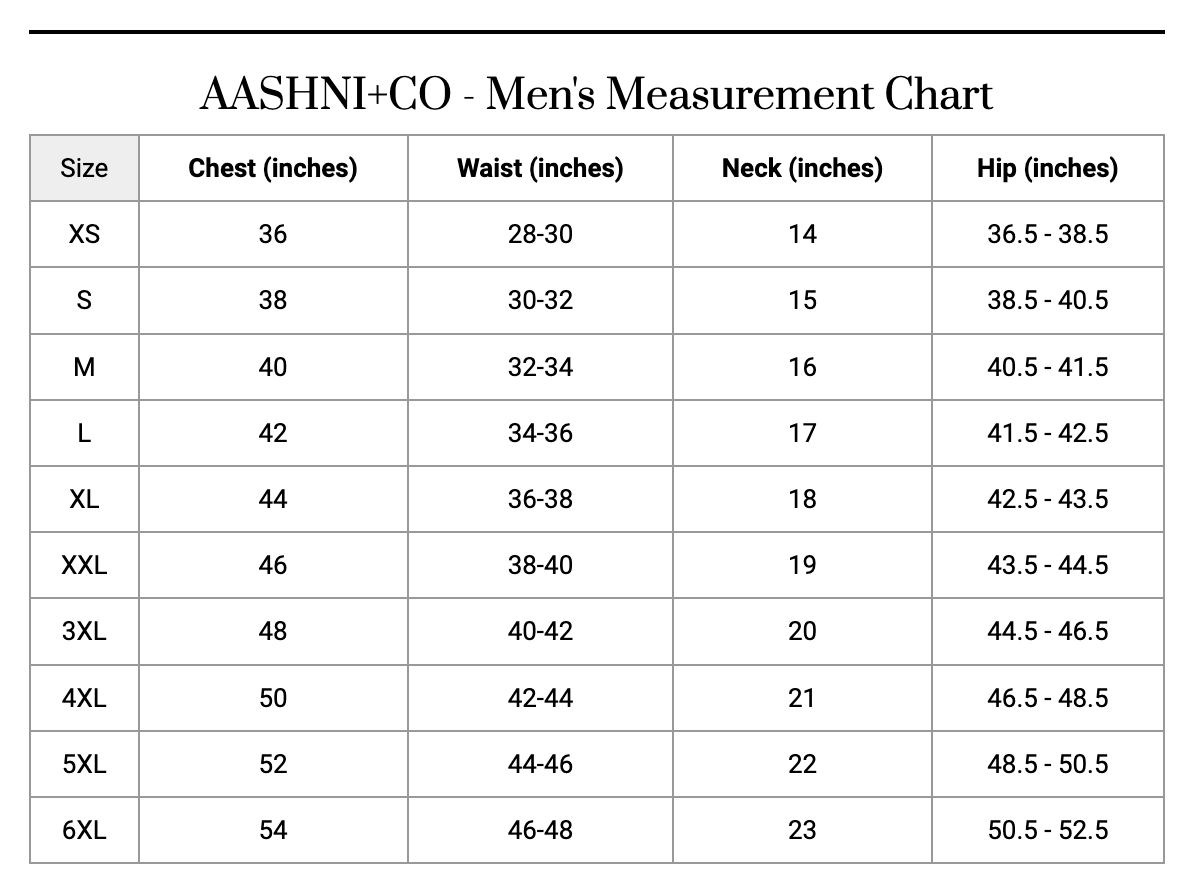 AASHNI+CO - Men's Measurement Chart
Size Chest (inches) Waist (inches) Neck (inches) Hip (inches)
XS 36 28-30 14 36.5 - 38.5
S 38 30-32 15 38.5 - 40.5
M 40 32-34 16 40.5 - 41.5
L 42 34-36 17 41.5 - 42.5
XL 44 36-38 18 42.5 - 43.5
XXL 46 38-40 19 43.5 - 44.5
3XL 48 40-42 20 44.5 - 46.5
4XL 50 42-44 21 46.5 - 48.5
5XL 52 44-46 22 48.5 - 50.5
6XL 54 46-48 23 50.5 - 52.5